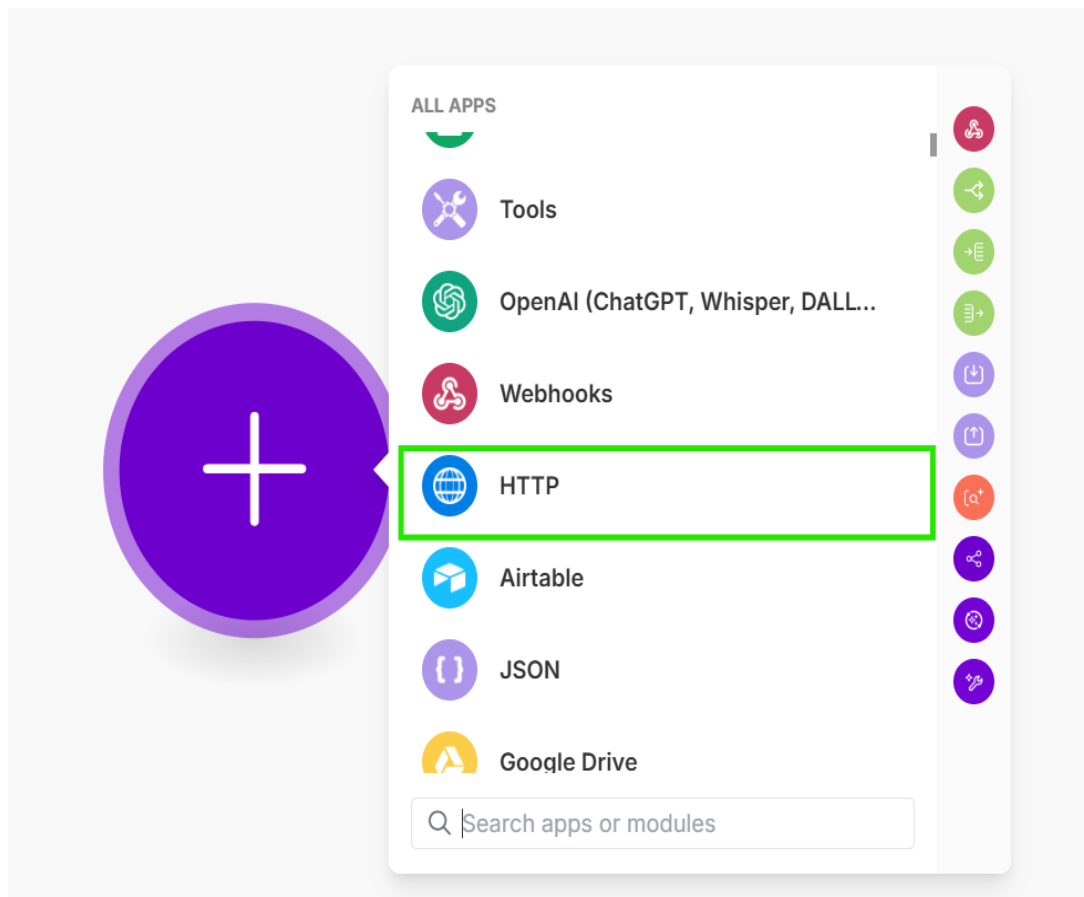 ALL APPS
Tools
OpenAI (ChatGPT, Whisper, DALL...
Webhooks
HTTP
Airtable
JSON
Google Drive
Search apps or modules